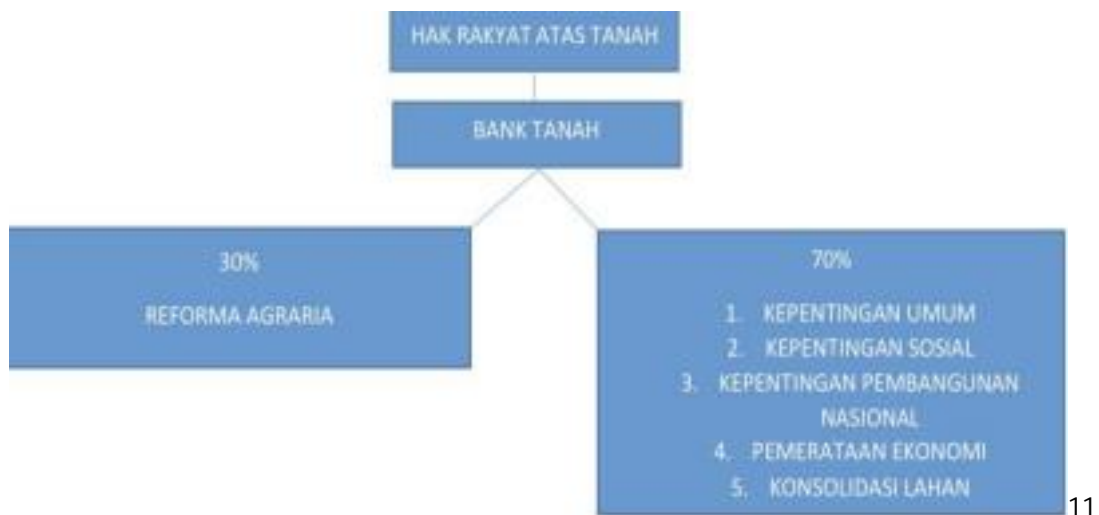 HAK RAKYAT ATAS TANAH
BANK TANAH
30%
REFORMA AGRARIA
70%
1. KEPENTINGAN UMUM
2. KEPENTINGAN SOSIAL
3. KEPENTINGAN PEMBANGUNAN
NASIONAL
4. PEMERATAAN EKONOMI
5. KONSOLIDASI LAHAN
11